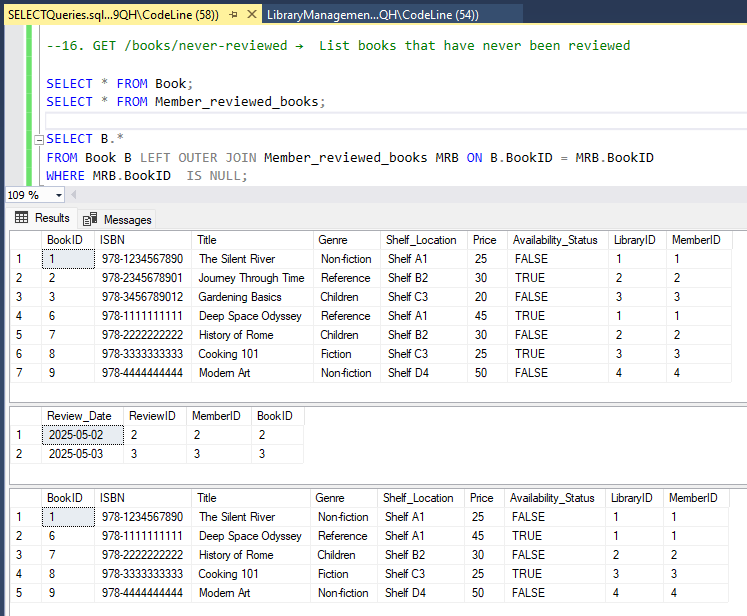 SELECTQueries.sql...9QH\CodeLine (58)) LibraryManagemen...QH\CodeLine (54))
--16. GET /books/never-reviewed → List books that have never been reviewed
SELECT * FROM Book;
SELECT * FROM Member_reviewed_books;
SELECT B.*
FROM Book B LEFT OUTER JOIN Member_reviewed_books MRB ON B.BookID = MRB.BookID
WHERE MRB.BookID IS NULL;
109 %
Results Messages
BookID ISBN Title Genre Shelf_Location Price Availability_Status LibraryID MemberID
1 1 978-1234567890 The Silent River Non-fiction Shelf A1 25 FALSE 1 1
2 2 978-2345678901 Journey Through Time Reference Shelf B2 30 TRUE 2 2
3 3 978-3456789012 Gardening Basics Children Shelf C3 20 FALSE 3 3
4 6 978-1111111111 Deep Space Odyssey Reference Shelf A1 45 TRUE 1 1
5 7 978-2222222222 History of Rome Children Shelf B2 30 FALSE 2 2
6 8 978-3333333333 Cooking 101 Fiction Shelf C3 25 TRUE 3 3
7 9 978-4444444444 Modern Art Non-fiction Shelf D4 50 FALSE 4 4
Review_Date ReviewID MemberID BookID
1 2025-05-02 2 2 2
2 2025-05-03 3 3 3
BookID ISBN Title Genre Shelf_Location Price Availability_Status LibraryID MemberID
1 1 978-1234567890 The Silent River Non-fiction Shelf A1 25 FALSE 1 1
2 6 978-1111111111 Deep Space Odyssey Reference Shelf A1 45 TRUE 1 1
3 7 978-2222222222 History of Rome Children Shelf B2 30 FALSE 2 2
4 8 978-3333333333 Cooking 101 Fiction Shelf C3 25 TRUE 3 3
5 9 978-4444444444 Modern Art Non-fiction Shelf D4 50 FALSE 4 4